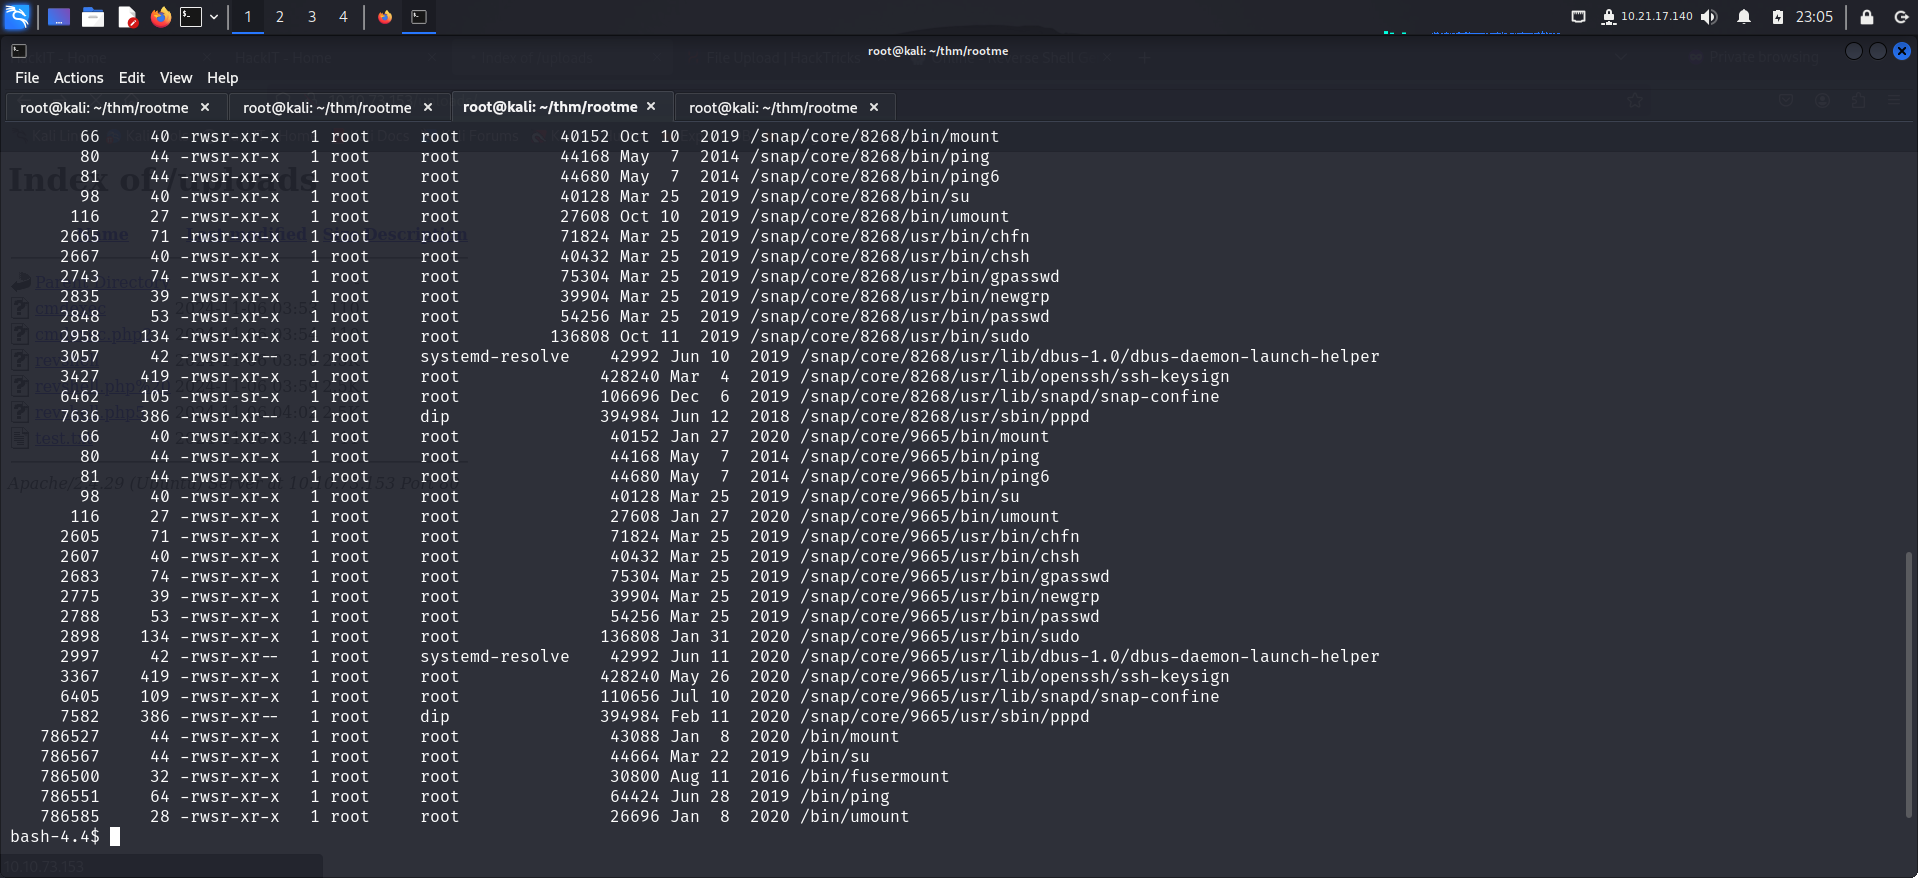 1 2 3 4 10.21.17.140 23:05
root@kali: ~/thm/rootme
File Actions Edit View Help
root@kali: ~/thm/rootme × root@kali: ~/thm/rootme × root@kali: ~/thm/rootme × root@kali: ~/thm/rootme ×
66 40 -rwsr-xr-x 1 root root 40152 Oct 10 2019 /snap/core/8268/bin/mount
80 44 -rwsr-xr-x 1 root root 44168 May 7 2014 /snap/core/8268/bin/ping
81 44 -rwsr-xr-x 1 root root 44680 May 7 2014 /snap/core/8268/bin/ping6
98 40 -rwsr-xr-x 1 root root 40128 Mar 25 2019 /snap/core/8268/bin/su
116 27 -rwsr-xr-x 1 root root 27608 Oct 10 2019 /snap/core/8268/bin/umount
2665 71 -rwsr-xr-x 1 root root 71824 Mar 25 2019 /snap/core/8268/usr/bin/chfn
2667 40 -rwsr-xr-x 1 root root 40432 Mar 25 2019 /snap/core/8268/usr/bin/chsh
2743 74 -rwsr-xr-x 1 root root 75304 Mar 25 2019 /snap/core/8268/usr/bin/gpasswd
2835 39 -rwsr-xr-x 1 root root 39904 Mar 25 2019 /snap/core/8268/usr/bin/newgrp
2848 53 -rwsr-xr-x 1 root root 54256 Mar 25 2019 /snap/core/8268/usr/bin/passwd
2958 134 -rwsr-xr-x 1 root root 136808 Oct 11 2019 /snap/core/8268/usr/bin/sudo
3057 42 -rwsr-xr-- 1 root systemd-resolve 42992 Jun 10 2019 /snap/core/8268/usr/lib/dbus-1.0/dbus-daemon-launch-helper
3427 419 -rwsr-xr-x 1 root root 428240 Mar 4 2019 /snap/core/8268/usr/lib/openssh/ssh-keysign
6462 105 -rwsr-sr-x 1 root root 106696 Dec 6 2019 /snap/core/8268/usr/lib/snapd/snap-confine
7636 386 -rwsr-xr-- 1 root dip 394984 Jun 12 2018 /snap/core/8268/usr/sbin/pppd
66 40 -rwsr-xr-x 1 root root 40152 Jan 27 2020 /snap/core/9665/bin/mount
80 44 -rwsr-xr-x 1 root root 44168 May 7 2014 /snap/core/9665/bin/ping
81 44 -rwsr-xr-x 1 root root 44680 May 7 2014 /snap/core/9665/bin/ping6
98 40 -rwsr-xr-x 1 root root 40128 Mar 25 2019 /snap/core/9665/bin/su
116 27 -rwsr-xr-x 1 root root 27608 Jan 27 2020 /snap/core/9665/bin/umount
2605 71 -rwsr-xr-x 1 root root 71824 Mar 25 2019 /snap/core/9665/usr/bin/chfn
2607 40 -rwsr-xr-x 1 root root 40432 Mar 25 2019 /snap/core/9665/usr/bin/chsh
2683 74 -rwsr-xr-x 1 root root 75304 Mar 25 2019 /snap/core/9665/usr/bin/gpasswd
2775 39 -rwsr-xr-x 1 root root 39904 Mar 25 2019 /snap/core/9665/usr/bin/newgrp
2788 53 -rwsr-xr-x 1 root root 54256 Mar 25 2019 /snap/core/9665/usr/bin/passwd
2898 134 -rwsr-xr-x 1 root root 136808 Jan 31 2020 /snap/core/9665/usr/bin/sudo
2997 42 -rwsr-xr-- 1 root systemd-resolve 42992 Jun 11 2020 /snap/core/9665/usr/lib/dbus-1.0/dbus-daemon-launch-helper
3367 419 -rwsr-xr-x 1 root root 428240 May 26 2020 /snap/core/9665/usr/lib/openssh/ssh-keysign
6405 109 -rwsr-xr-x 1 root root 110656 Jul 10 2020 /snap/core/9665/usr/lib/snapd/snap-confine
7582 386 -rwsr-xr-- 1 root dip 394984 Feb 11 2020 /snap/core/9665/usr/sbin/pppd
786527 44 -rwsr-xr-x 1 root root 43088 Jan 8 2020 /bin/mount
786567 44 -rwsr-xr-x 1 root root 44664 Mar 22 2019 /bin/su
786500 32 -rwsr-xr-x 1 root root 30800 Aug 11 2016 /bin/fusermount
786551 64 -rwsr-xr-x 1 root root 64424 Jun 28 2019 /bin/ping
786585 28 -rwsr-xr-x 1 root root 26696 Jan 8 2020 /bin/umount
bash-4.4$
Index of /uploads
10.10.73.153